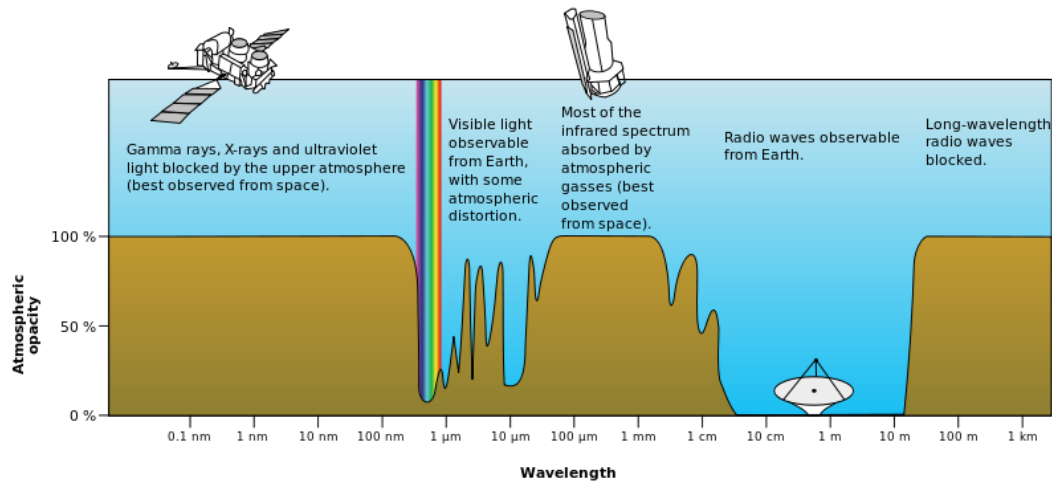 Gamma rays, X-rays and ultraviolet
light blocked by the upper atmosphere
(best observed from space).
Visible light
observable
from Earth,
with some
atmospheric
distortion.
Most of the
infrared spectrum
absorbed by
atmospheric
gasses (best
observed
from space).
Radio waves observable
from Earth.
Long-wavelength
radio waves
blocked.
Atmospheric
opacity
100 %
50 %
0 %
0.1 nm
1 nm
10 nm
100 nm
1 μm
10 μm
100 μm
1 mm
1 cm
10 cm
1 m
10 m
100 m
1 km
Wavelength